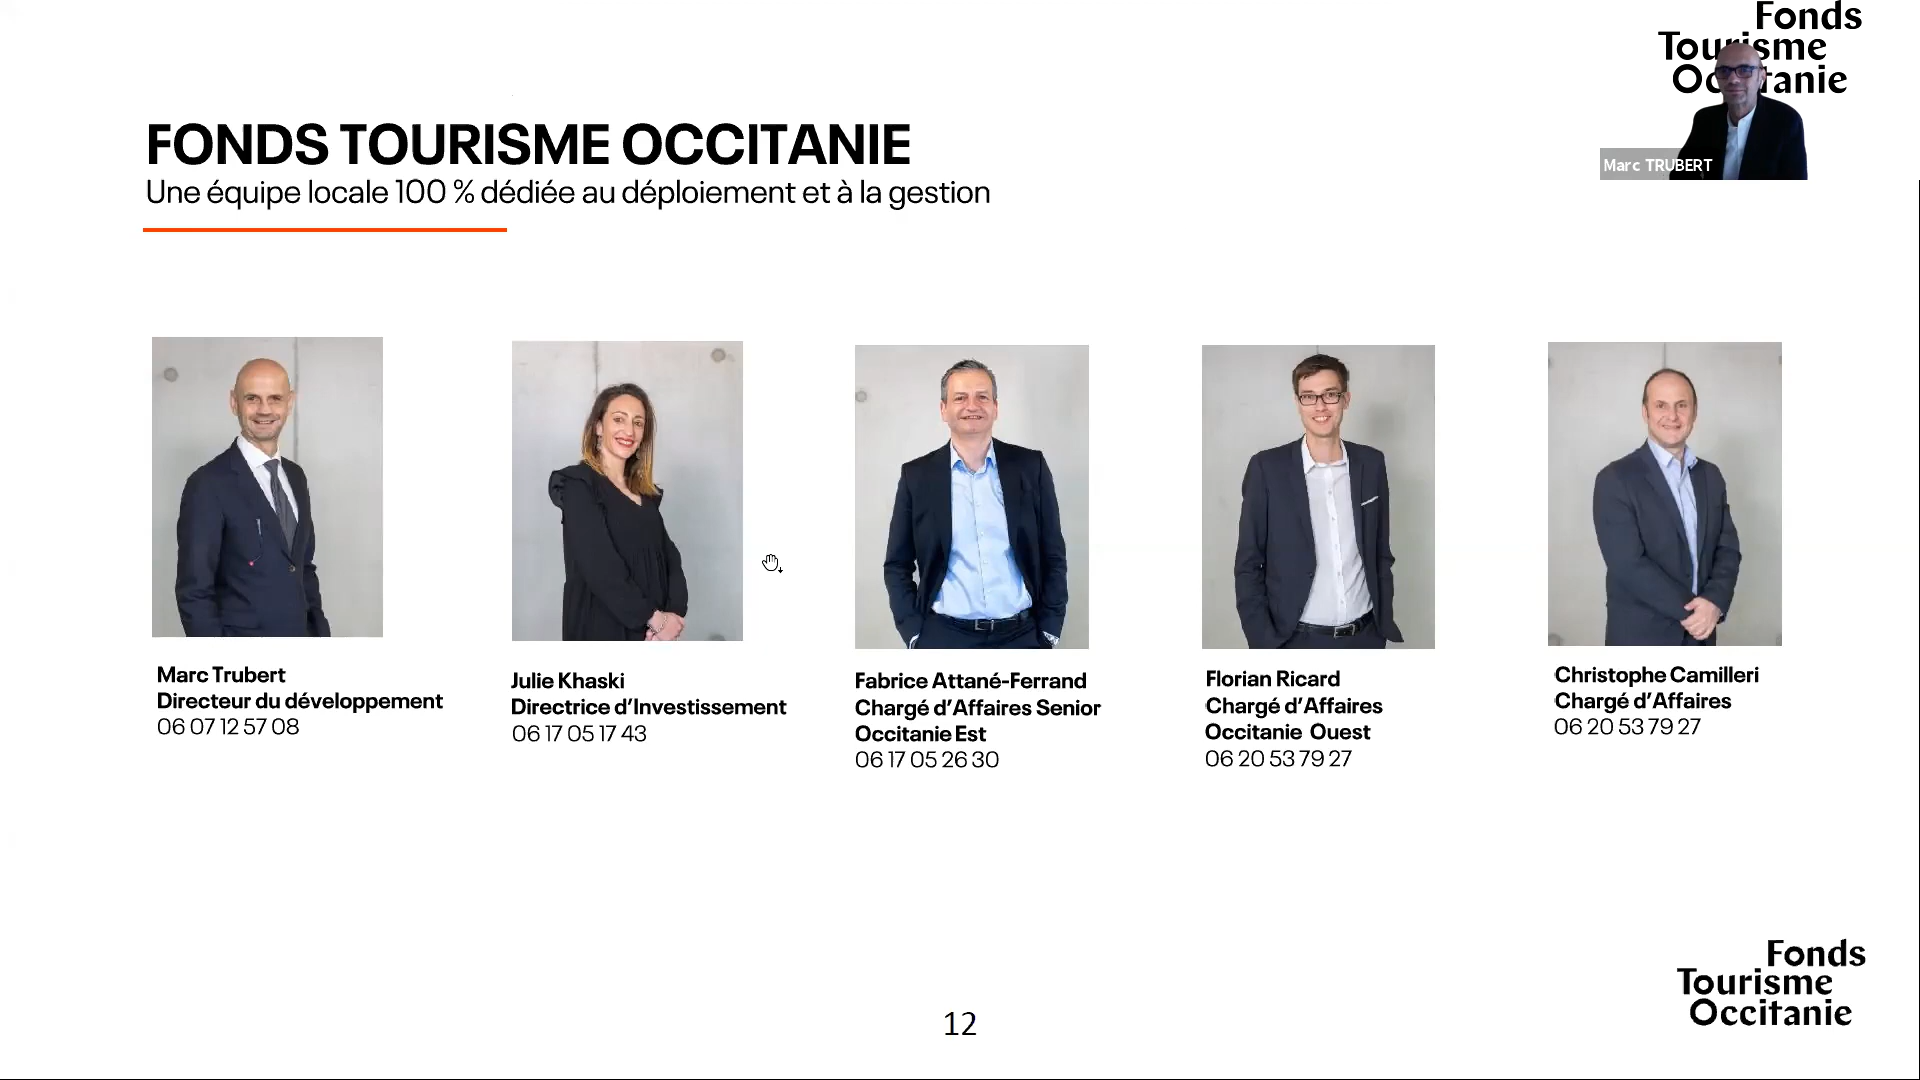 Fonds
Tourisme
Occitanie
Marc TRUBERT
FONDS TOURISME OCCITANIE
Une équipe locale 100 % dédiée au déploiement et à la gestion
Marc Trubert
Directeur du développement
06 07 12 57 08
Julie Khaski
Directrice d’Investissement
06 17 05 17 43
Fabrice Attané-Ferrand
Chargé d’Affaires Senior
Occitanie Est
06 17 05 26 30
Florian Ricard
Chargé d’Affaires
Occitanie Ouest
06 20 53 79 27
Christophe Camilleri
Chargé d’Affaires
06 20 53 79 27
Fonds
Tourisme
Occitanie
12